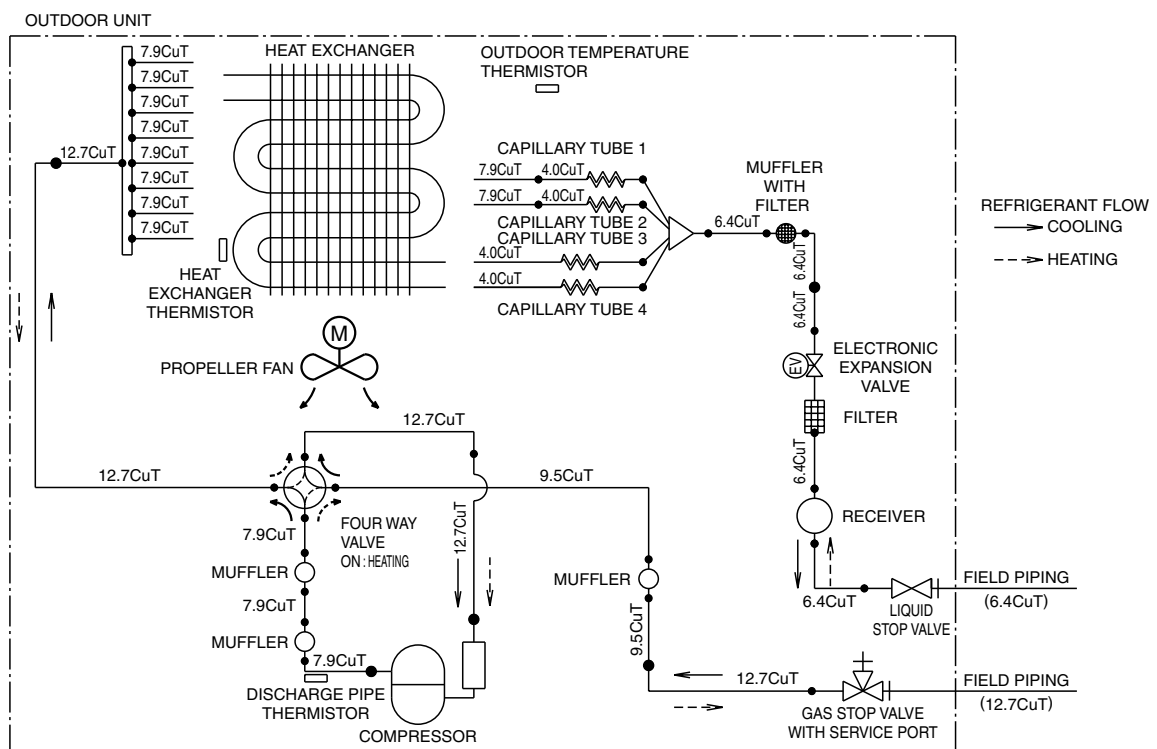 OUTDOOR UNIT
7.9CuT
7.9CuT
7.9CuT
7.9CuT
7.9CuT
7.9CuT
7.9CuT
7.9CuT
12.7CuT
HEAT EXCHANGER
OUTDOOR TEMPERATURE
THERMISTOR
HEAT
EXCHANGER
THERMISTOR
CAPILLARY TUBE 1
7.9CuT
4.0CuT
7.9CuT
4.0CuT
CAPILLARY TUBE 2
CAPILLARY TUBE 3
4.0CuT
4.0CuT
CAPILLARY TUBE 4
6.4CuT
MUFFLER
WITH
FILTER
6.4CuT
6.4CuT
REFRIGERANT FLOW
COOLING
HEATING
M
PROPELLER FAN
EV
ELECTRONIC
EXPANSION
VALVE
FILTER
6.4CuT
RECEIVER
12.7CuT
12.7CuT
9.5CuT
12.7CuT
FOUR WAY
VALVE
ON : HEATING
7.9CuT
MUFFLER
7.9CuT
MUFFLER
7.9CuT
DISCHARGE PIPE
THERMISTOR
COMPRESSOR
MUFFLER
9.5CuT
6.4CuT
LIQUID
STOP VALVE
FIELD PIPING
(6.4CuT)
12.7CuT
GAS STOP VALVE
WITH SERVICE PORT
FIELD PIPING
(12.7CuT)